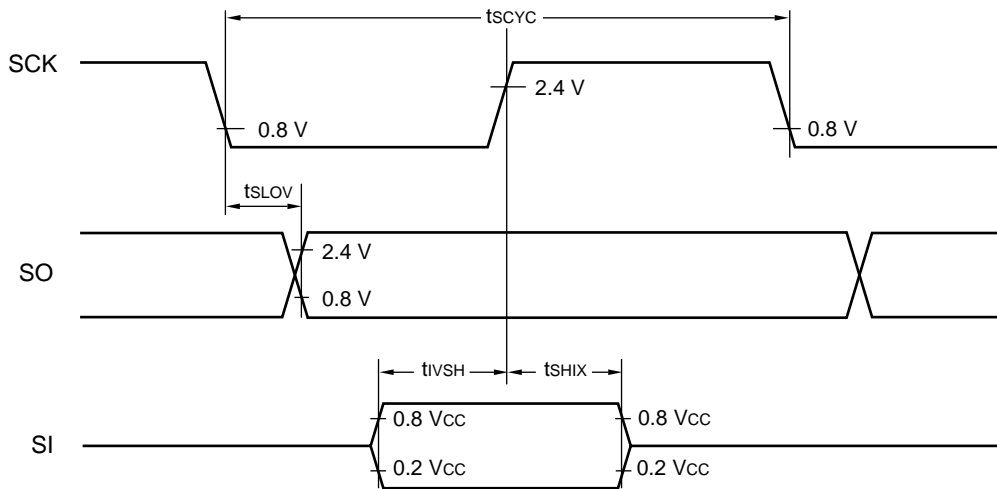 tSCYC
SCK
2.4 V
0.8 V
0.8 V
tSLOV
2.4 V
SO
0.8 V
tIVSH
tSHIX
0.8 VCC
0.8 VCC
SI
0.2 VCC
0.2 VCC